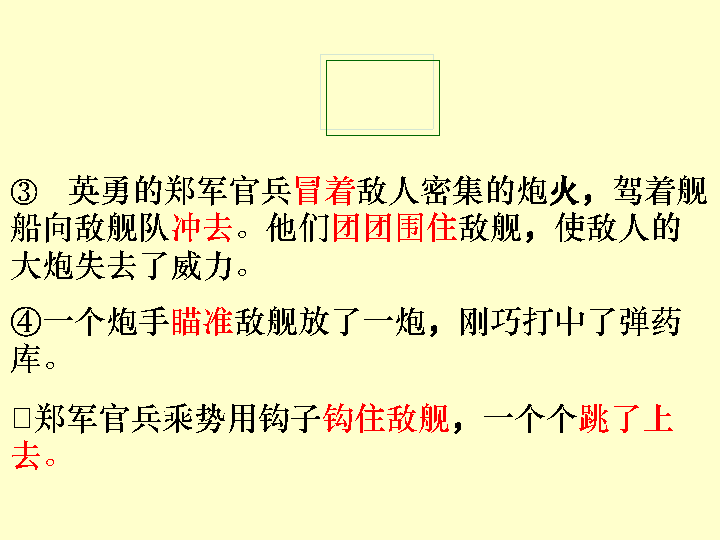 ③ 英勇的郑军官兵冒着敌人密集的炮火，驾着舰
船向敌舰队冲去。他们团团围住敌舰，使敌人的
大炮失去了威力。
④一个炮手瞄准敌舰放了一炮，刚巧打中了弹药
库。
□郑军官兵乘势用钩子钩住敌舰，一个个跳了上
去。